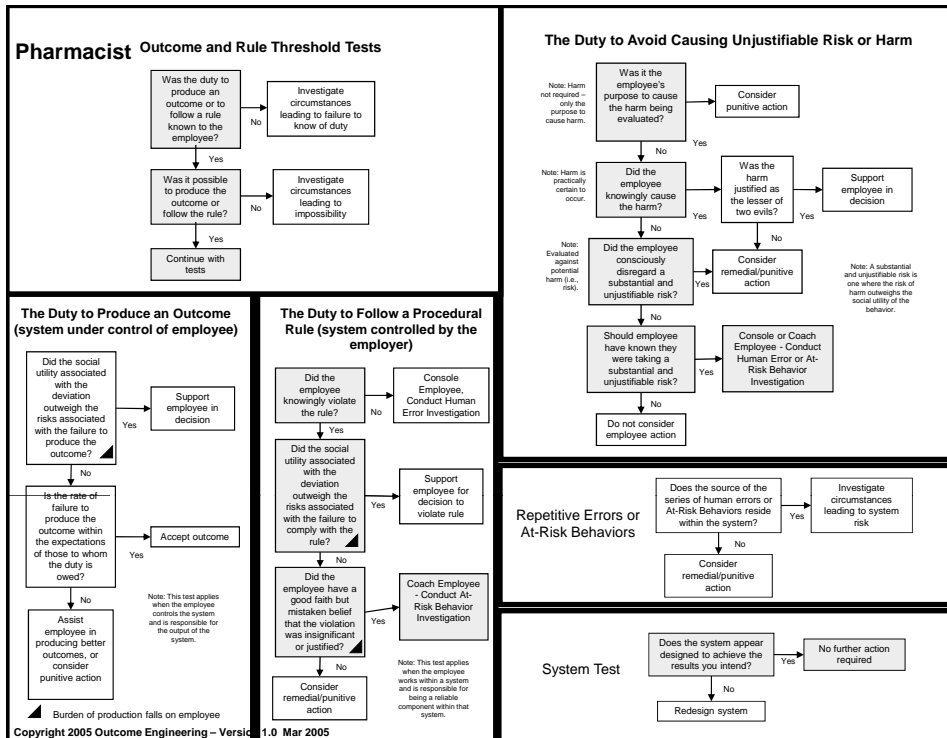 Pharmacist Outcome and Rule Threshold Tests
Was the duty to
produce an
outcome or to
follow a rule
known to the
employee?
No
Investigate
circumstances
leading to failure to
know of duty
Yes
Was it possible
to produce the
outcome or
follow the rule?
No
Investigate
circumstances
leading to
impossibility
Yes
Continue with
tests
The Duty to Avoid Causing Unjustifiable Risk or Harm
Note: Harm
not required –
only the
purpose to
cause harm.
Was it the
employee's
purpose to cause
the harm being
evaluated?
Yes
Consider
punitive action
No
Note: Harm is
practically
certain to
occur.
Did the
employee
knowingly cause
the harm?
Yes
Was the
harm
justified as
the lesser of
two evils?
Yes
Support
employee in
decision
No
No
Note:
Evaluated
against
potential
harm (i.e.,
risk).
Did the employee
consciously
disregard a
substantial and
unjustifiable risk?
Yes
Consider
remedial/punitive
action
Note: A substantial
and unjustifiable risk is
one where the risk of
harm outweighs the
social utility of the
behavior.
No
Should employee
have known they
were taking a
substantial and
unjustifiable risk?
Yes
Console or Coach
Employee - Conduct
Human Error or At-
Risk Behavior
Investigation
No
Do not consider
employee action
The Duty to Produce an Outcome
(system under control of employee)
Did the social
utility associated
with the
deviation
outweigh the
risks associated
with the failure to
produce the
outcome?
Yes
Support
employee in
decision
No
Is the rate of
failure to
produce the
outcome within
the expectations
of those to whom
the duty is
owed?
Yes
Accept outcome
No
Assist
employee in
producing better
outcomes, or
consider
punitive action
Note: This test applies
when the employee
controls the system
and is responsible for
the output of the
system.
Burden of production falls on employee
The Duty to Follow a Procedural
Rule (system controlled by the
employer)
Did the
employee
knowingly violate
the rule?
No
Console
Employee,
Conduct Human
Error Investigation
Yes
Did the social
utility associated
with the
deviation
outweigh the
risks associated
with the failure to
comply with the
rule?
Yes
Support
employee for
decision to
violate rule
No
Did the
employee have a
good faith but
mistaken belief
that the violation
was insignificant
or justified?
Yes
Coach Employee
- Conduct At-
Risk Behavior
Investigation
No
Consider
remedial/punitive
action
Note: This test applies
when the employee
works within a system
and is responsible for
being a reliable
component within that
system.
Repetitive Errors or
At-Risk Behaviors
Does the source of the
series of human errors or
At-Risk Behaviors reside
within the system?
Yes
Investigate
circumstances
leading to system
risk
No
Consider
remedial/punitive
action
System Test
Does the system appear
designed to achieve the
results you intend?
Yes
No further action
required
No
Redesign system
Copyright 2005 Outcome Engineering – Version 1.0 Mar 2005